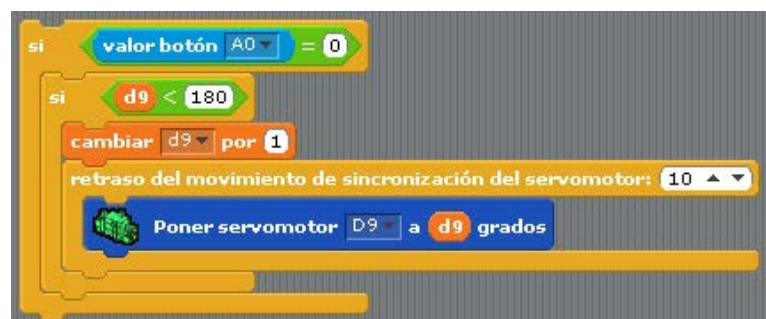 si valor botón A0 = 0
si d9 < 180
cambiar d9 por 1
retraso del movimiento de sincronización del servomotor: 10
Poner servomotor D9 a d9 grados